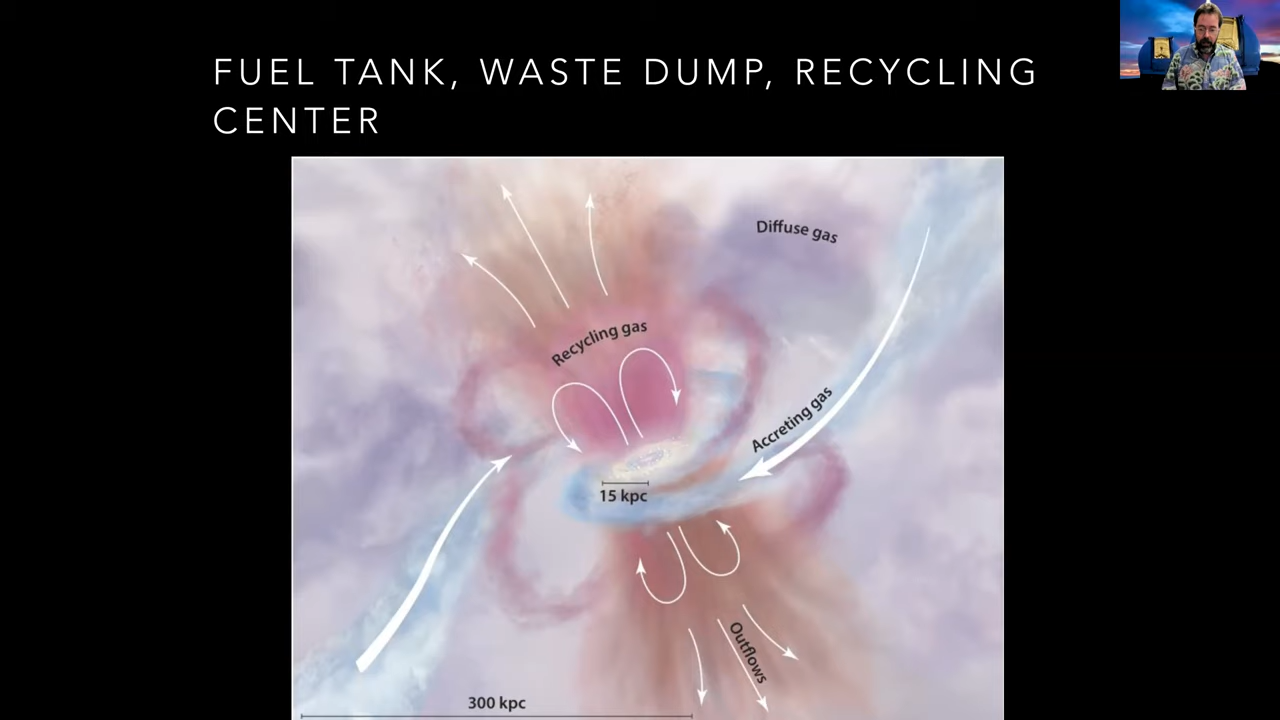 FUEL TANK, WASTE DUMP, RECYCLING
CENTER
Diffuse gas
Recycling gas
Accreting gas
15 kpc
Outflows
300 kpc